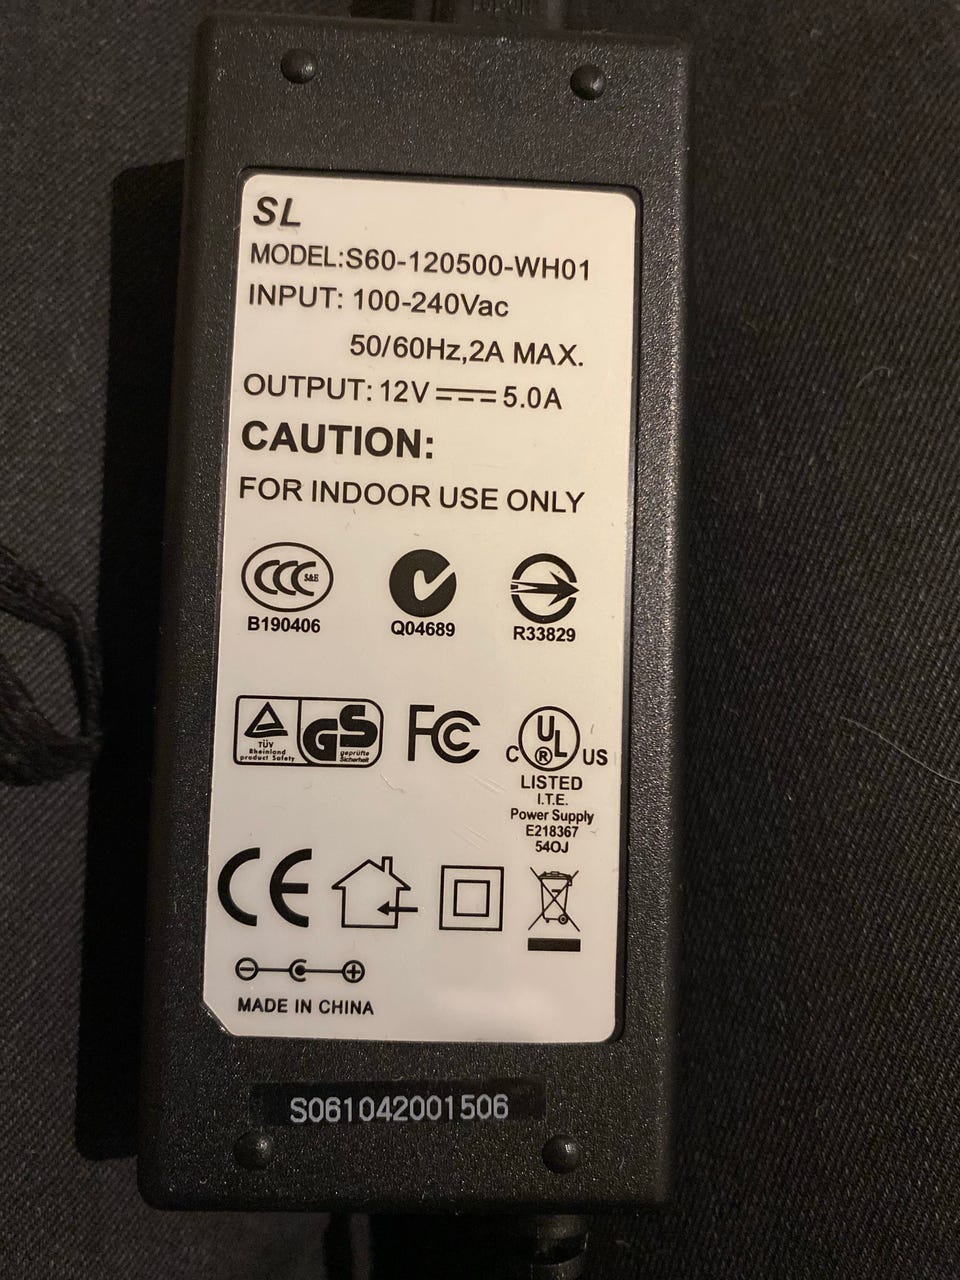 SL
MODEL:S60-120500-WH01
INPUT: 100-240Vac
50/60Hz,2A MAX.
OUTPUT: 12V 5.0A
CAUTION:
FOR INDOOR USE ONLY
CCC S&E
B190406
Q04689
R33829
TÜV
Rheinland
product Safety
GS
geprüfte
Sicherheit
FC
C UL ® US
LISTED
I.T.E.
Power Supply
E218367
54OJ
CE
MADE IN CHINA
S061042001506